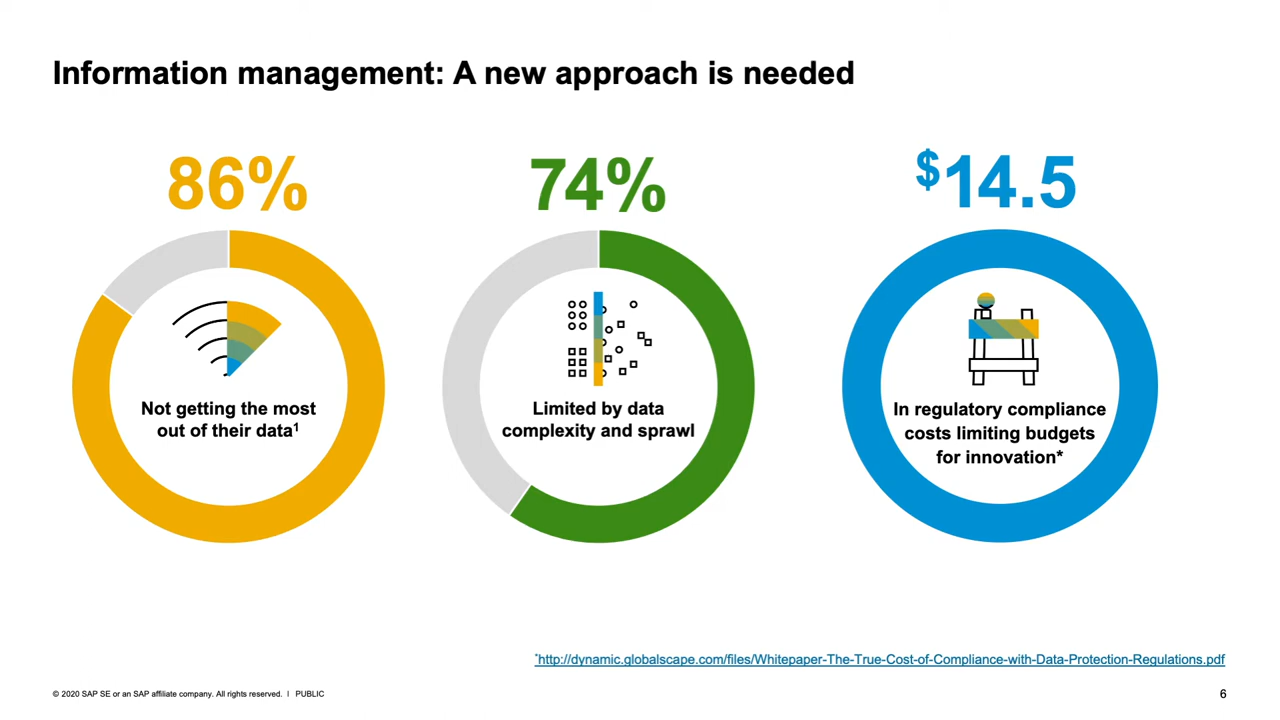 Information management: A new approach is needed
86%
Not getting the most
out of their data¹
74%
Limited by data
complexity and sprawl
$14.5
In regulatory compliance
costs limiting budgets
for innovation*
*http://dynamic.globalscape.com/files/Whitepaper-The-True-Cost-of-Compliance-with-Data-Protection-Regulations.pdf
© 2020 SAP SE or an SAP affiliate company. All rights reserved. | PUBLIC
6